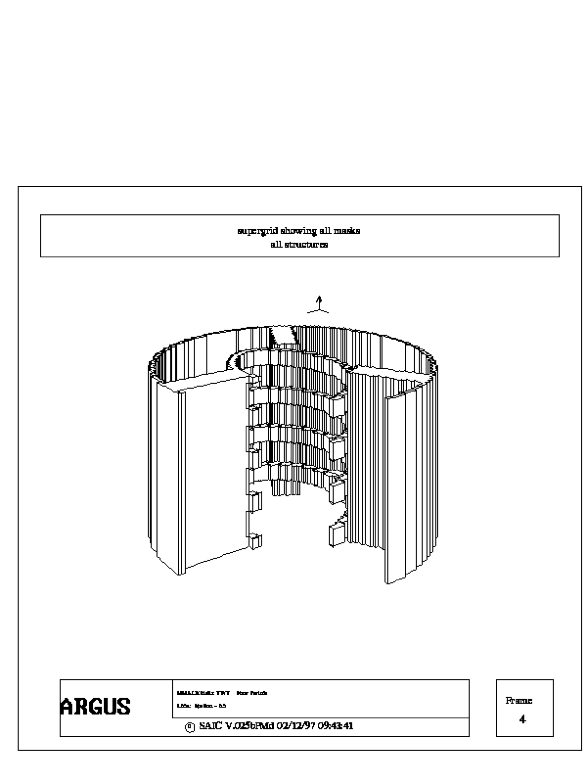 supergrid showing all masks
all structures
ARGUS
SAIC V.025bPMd 02/12/97 09:43:41
Frame
4